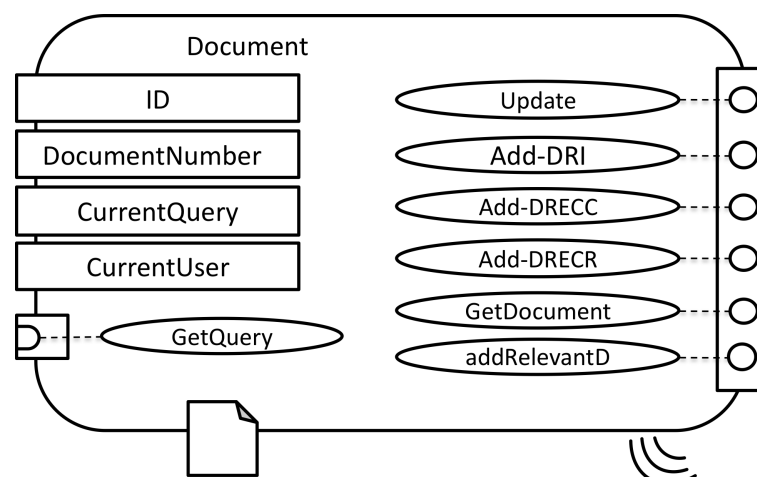 Document
ID
DocumentNumber
CurrentQuery
CurrentUser
GetQuery
Update
Add-DRI
Add-DRECC
Add-DRECR
GetDocument
addRelevantD